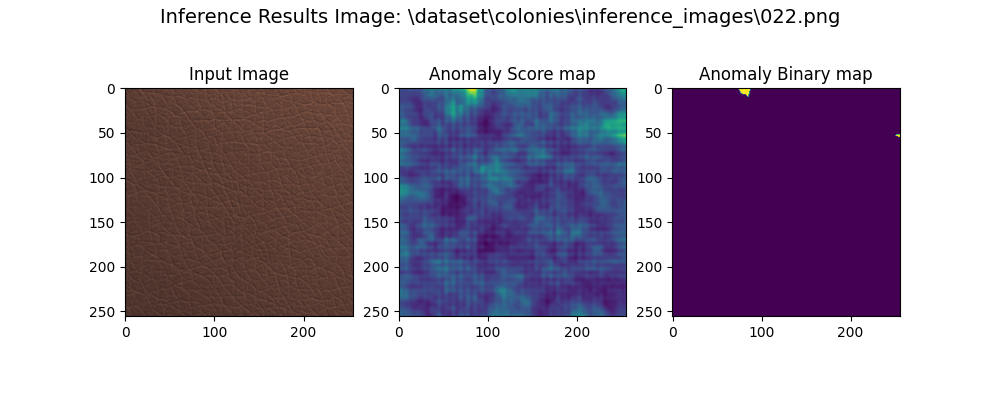 Inference Results Image: \dataset\colonies\inference_images\022.png
Input Image
Anomaly Score map
Anomaly Binary map
0
50
100
150
200
250
0 100 200
0
50
100
150
200
250
0 100 200
0
50
100
150
200
250
0 100 200